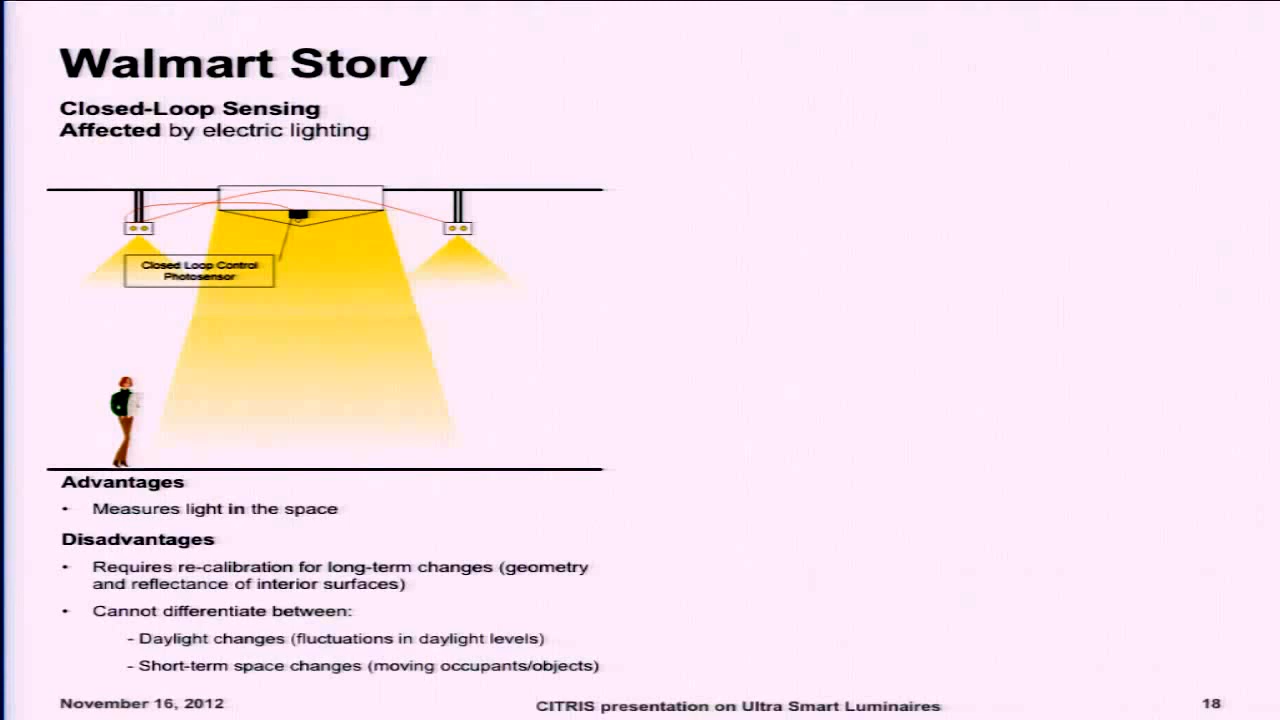 Walmart Story
Closed-Loop Sensing
Affected by electric lighting
Closed Loop Control
Photosensor
Advantages
• Measures light in the space
Disadvantages
• Requires re-calibration for long-term changes (geometry
and reflectance of interior surfaces)
• Cannot differentiate between:
- Daylight changes (fluctuations in daylight levels)
- Short-term space changes (moving occupants/objects)
November 16, 2012
CITRIS presentation on Ultra Smart Luminaires
18